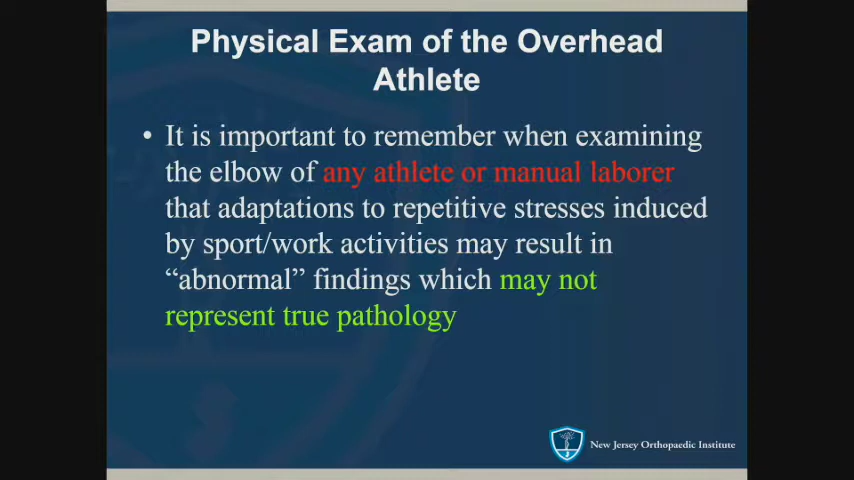 Physical Exam of the Overhead
Athlete
• It is important to remember when examining
the elbow of any athlete or manual laborer
that adaptations to repetitive stresses induced
by sport/work activities may result in
“abnormal” findings which may not
represent true pathology
New Jersey Orthopaedic Institute